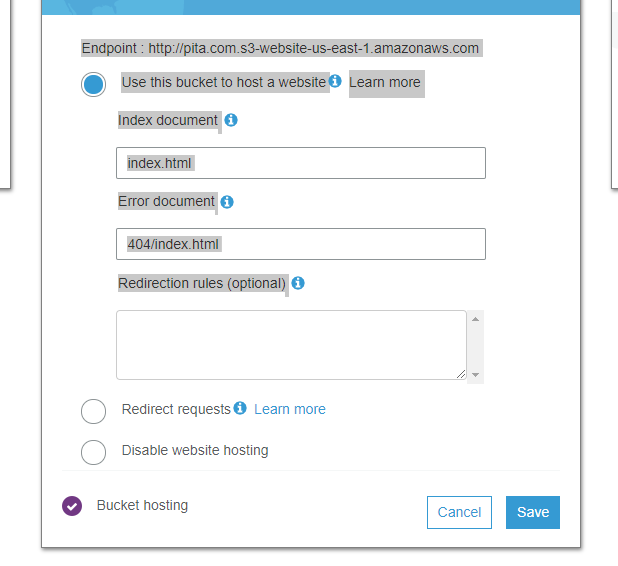 Endpoint : http://pita.com.s3-website-us-east-1.amazonaws.com
Use this bucket to host a website Learn more
Index document
index.html
Error document
404/index.html
Redirection rules (optional)
Redirect requests Learn more
Disable website hosting
Bucket hosting
Cancel Save